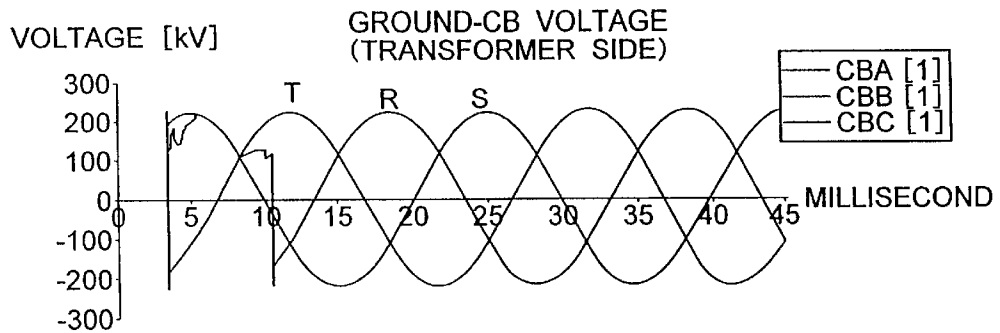 GROUND-CB VOLTAGE
(TRANSFORMER SIDE)
VOLTAGE [kV]
CBA [1]
CBB [1]
CBC [1]
T R S
300
200
100
0
-100
-200
-300
0 5 10 15 20 25 30 35 40 45
MILLISECOND